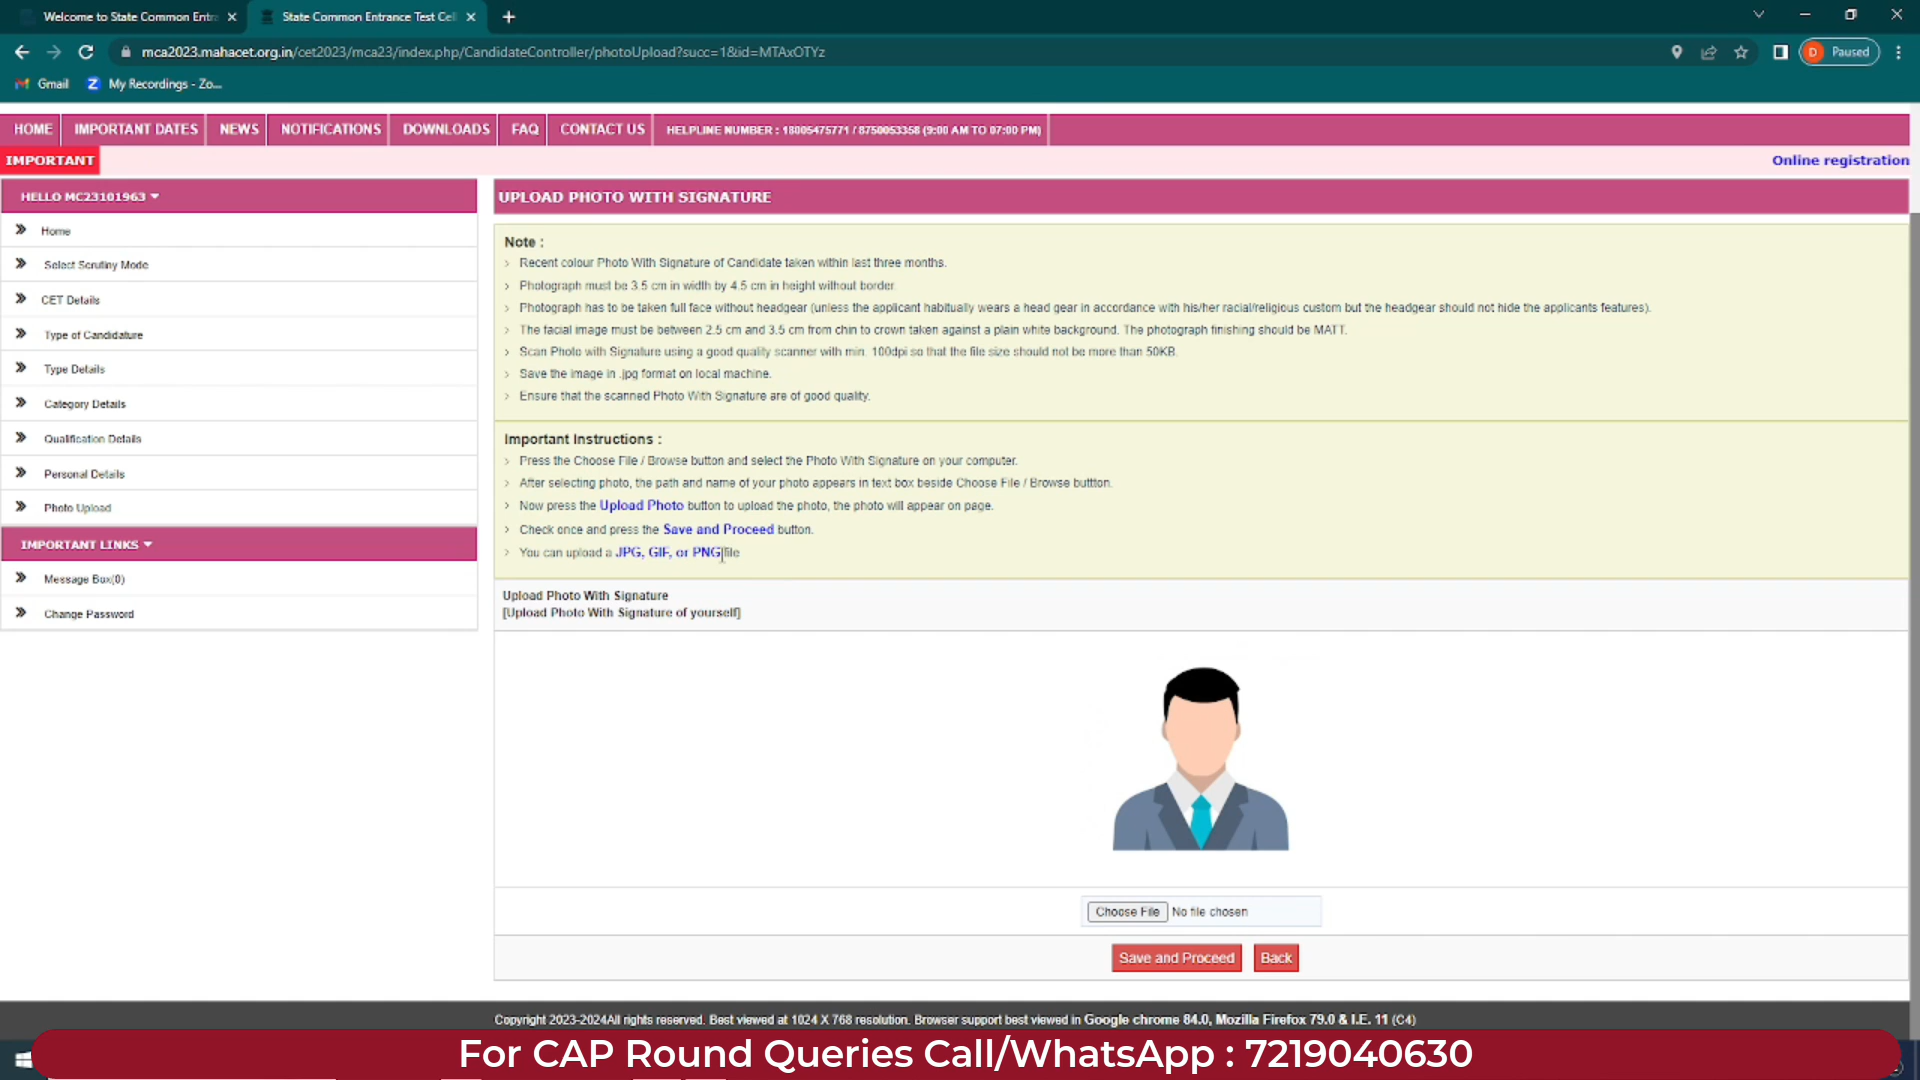 Welcome to State Common Entr
State Common Entrance Test Cel
mca2023.mahacet.org.in/cet2023/mca23/index.php/CandidateController/photoUpload?succ=1&id=MTAxOTYz
D Paused
Gmail
My Recordings - Zo...
HOME IMPORTANT DATES NEWS NOTIFICATIONS DOWNLOADS FAQ CONTACT US HELPLINE NUMBER : 18005475771 / 8750053358 (9:00 AM TO 07:00 PM)
IMPORTANT
Online registration
HELLO MC23101963
Home
Select Scrutiny Mode
CET Details
Type of Candidature
Type Details
Category Details
Qualification Details
Personal Details
Photo Upload
IMPORTANT LINKS
Message Box(0)
Change Password
UPLOAD PHOTO WITH SIGNATURE
Note :
Recent colour Photo With Signature of Candidate taken within last three months.
Photograph must be 3.5 cm in width by 4.5 cm in height without border.
Photograph has to be taken full face without headgear (unless the applicant habitually wears a head gear in accordance with his/her racial/religious custom but the headgear should not hide the applicants features).
The facial image must be between 2.5 cm and 3.5 cm from chin to crown taken against a plain white background. The photograph finishing should be MATT.
Scan Photo with Signature using a good quality scanner with min. 100dpi so that the file size should not be more than 50KB.
Save the image in .jpg format on local machine.
Ensure that the scanned Photo With Signature are of good quality.
Important Instructions :
Press the Choose File / Browse button and select the Photo With Signature on your computer.
After selecting photo, the path and name of your photo appears in text box beside Choose File / Browse buttton.
Now press the Upload Photo button to upload the photo, the photo will appear on page.
Check once and press the Save and Proceed button.
You can upload a JPG, GIF, or PNG file
Upload Photo With Signature
[Upload Photo With Signature of yourself]
Choose File No file chosen
Save and Proceed Back
Copyright 2023-2024All rights reserved. Best viewed at 1024 X 768 resolution. Browser support best viewed in Google chrome 84.0, Mozilla Firefox 79.0 & I.E. 11 (C4)
For CAP Round Queries Call/WhatsApp : 7219040630